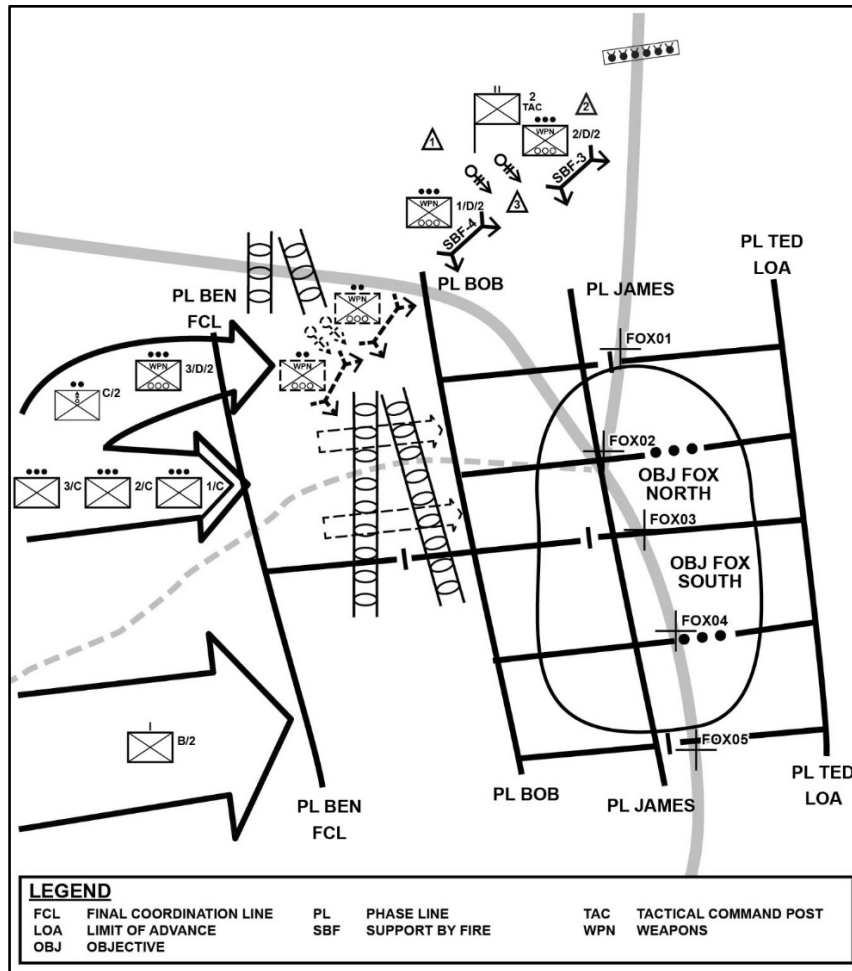 2
TAC
2
WPN
2/D/2
1
SBF-3
WPN
3
1/D/2
SBF-4
PL TED
LOA
PL BEN
FCL
PL BOB
PL JAMES
WPN
FOX01
WPN
3/D/2
WPN
C/2
FOX02
OBJ FOX
NORTH
3/C
2/C
1/C
FOX03
OBJ FOX
SOUTH
FOX04
B/2
FOX05
PL BEN
FCL
PL BOB
PL JAMES
PL TED
LOA
LEGEND
FCL FINAL COORDINATION LINE PL PHASE LINE TAC TACTICAL COMMAND POST
LOA LIMIT OF ADVANCE SBF SUPPORT BY FIRE WPN WEAPONS
OBJ OBJECTIVE